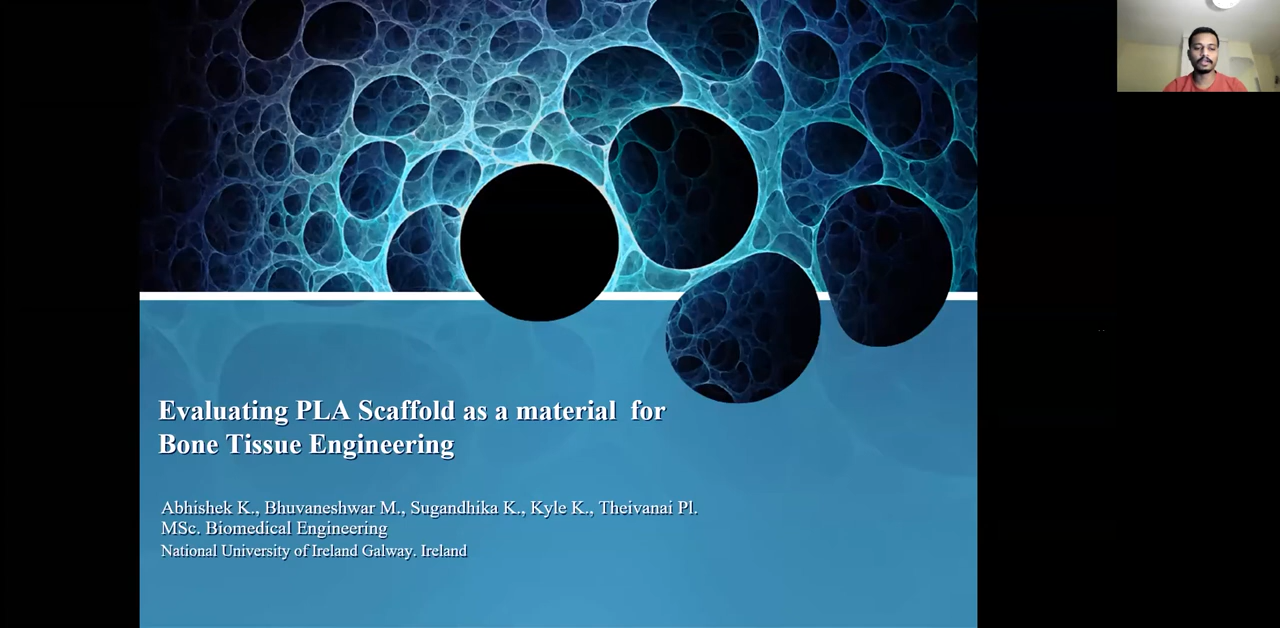 Evaluating PLA Scaffold as a material  for
Bone Tissue Engineering
Abhishek K., Bhuvaneshwar M., Sugandhika K., Kyle K., Theivanai Pl.
MSc. Biomedical Engineering
National University of Ireland Galway. Ireland